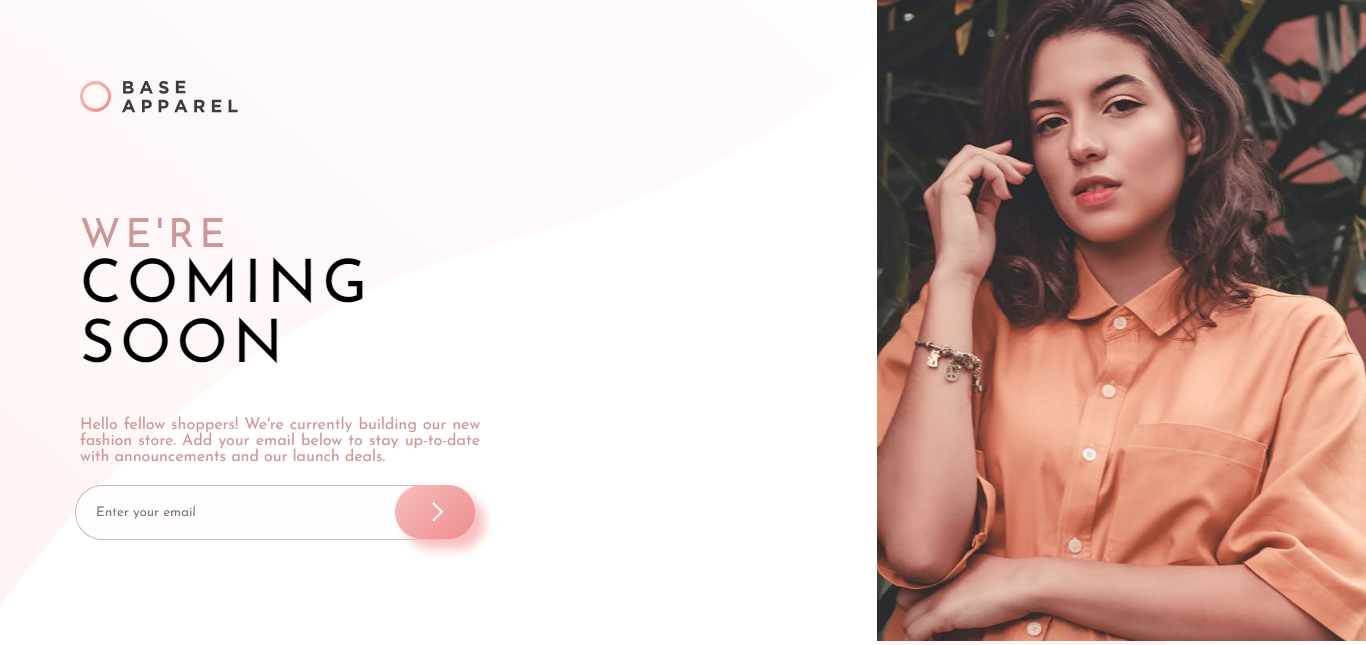 BASE
APPAREL
WE'RE
COMING
SOON
Hello fellow shoppers! We're currently building our new
fashion store. Add your email below to stay up-to-date
with announcements and our launch deals.
Enter your email